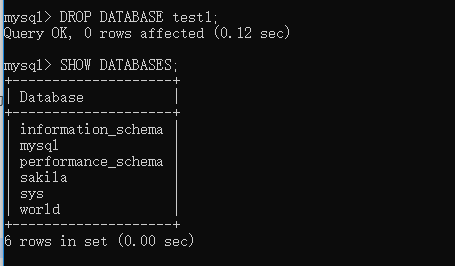 mysql> DROP DATABASE test1;
Query OK, 0 rows affected (0.12 sec)
mysql> SHOW DATABASES;
+--------------------+
| Database           |
+--------------------+
| information_schema |
| mysql              |
| performance_schema |
| sakila             |
| sys                |
| world              |
+--------------------+
6 rows in set (0.00 sec)